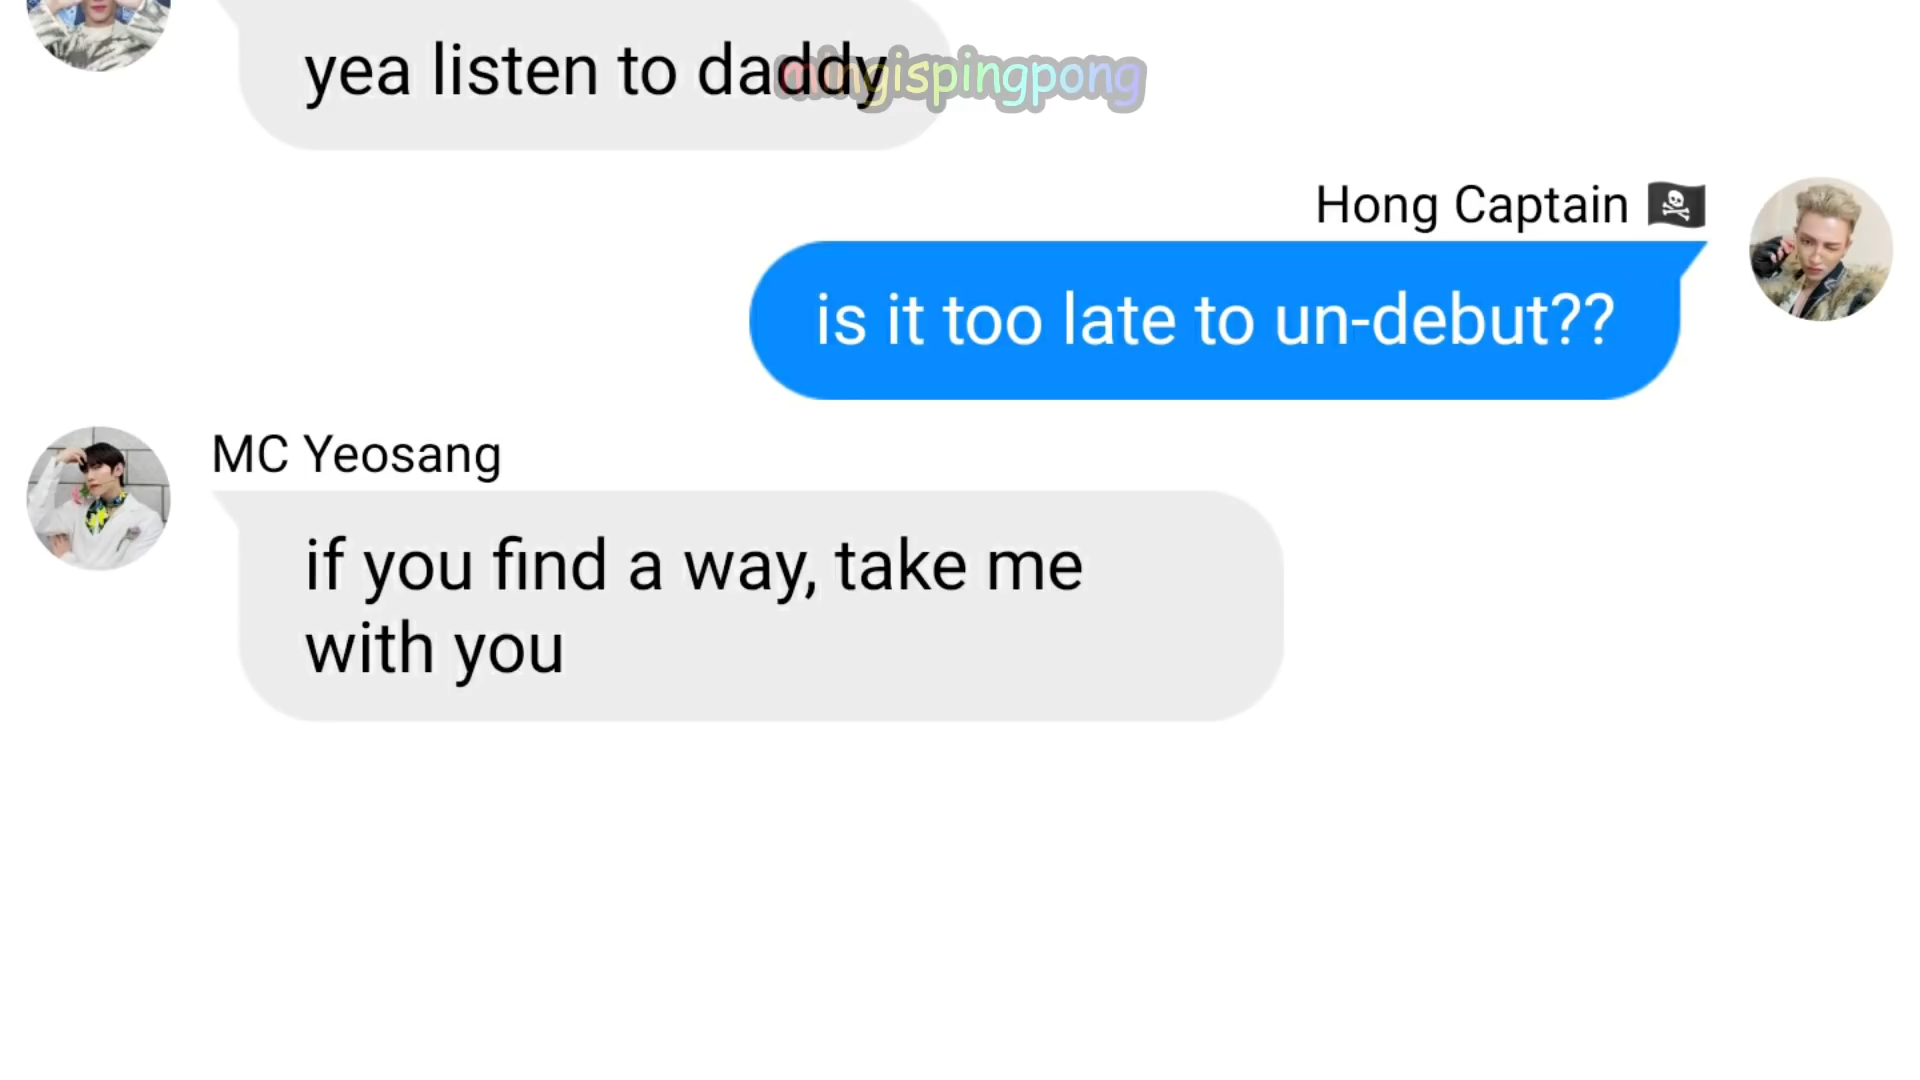 yea listen to daddy
mingispingpong
Hong Captain 🏴‍☠️
is it too late to un-debut??
MC Yeosang
if you find a way, take me
with you